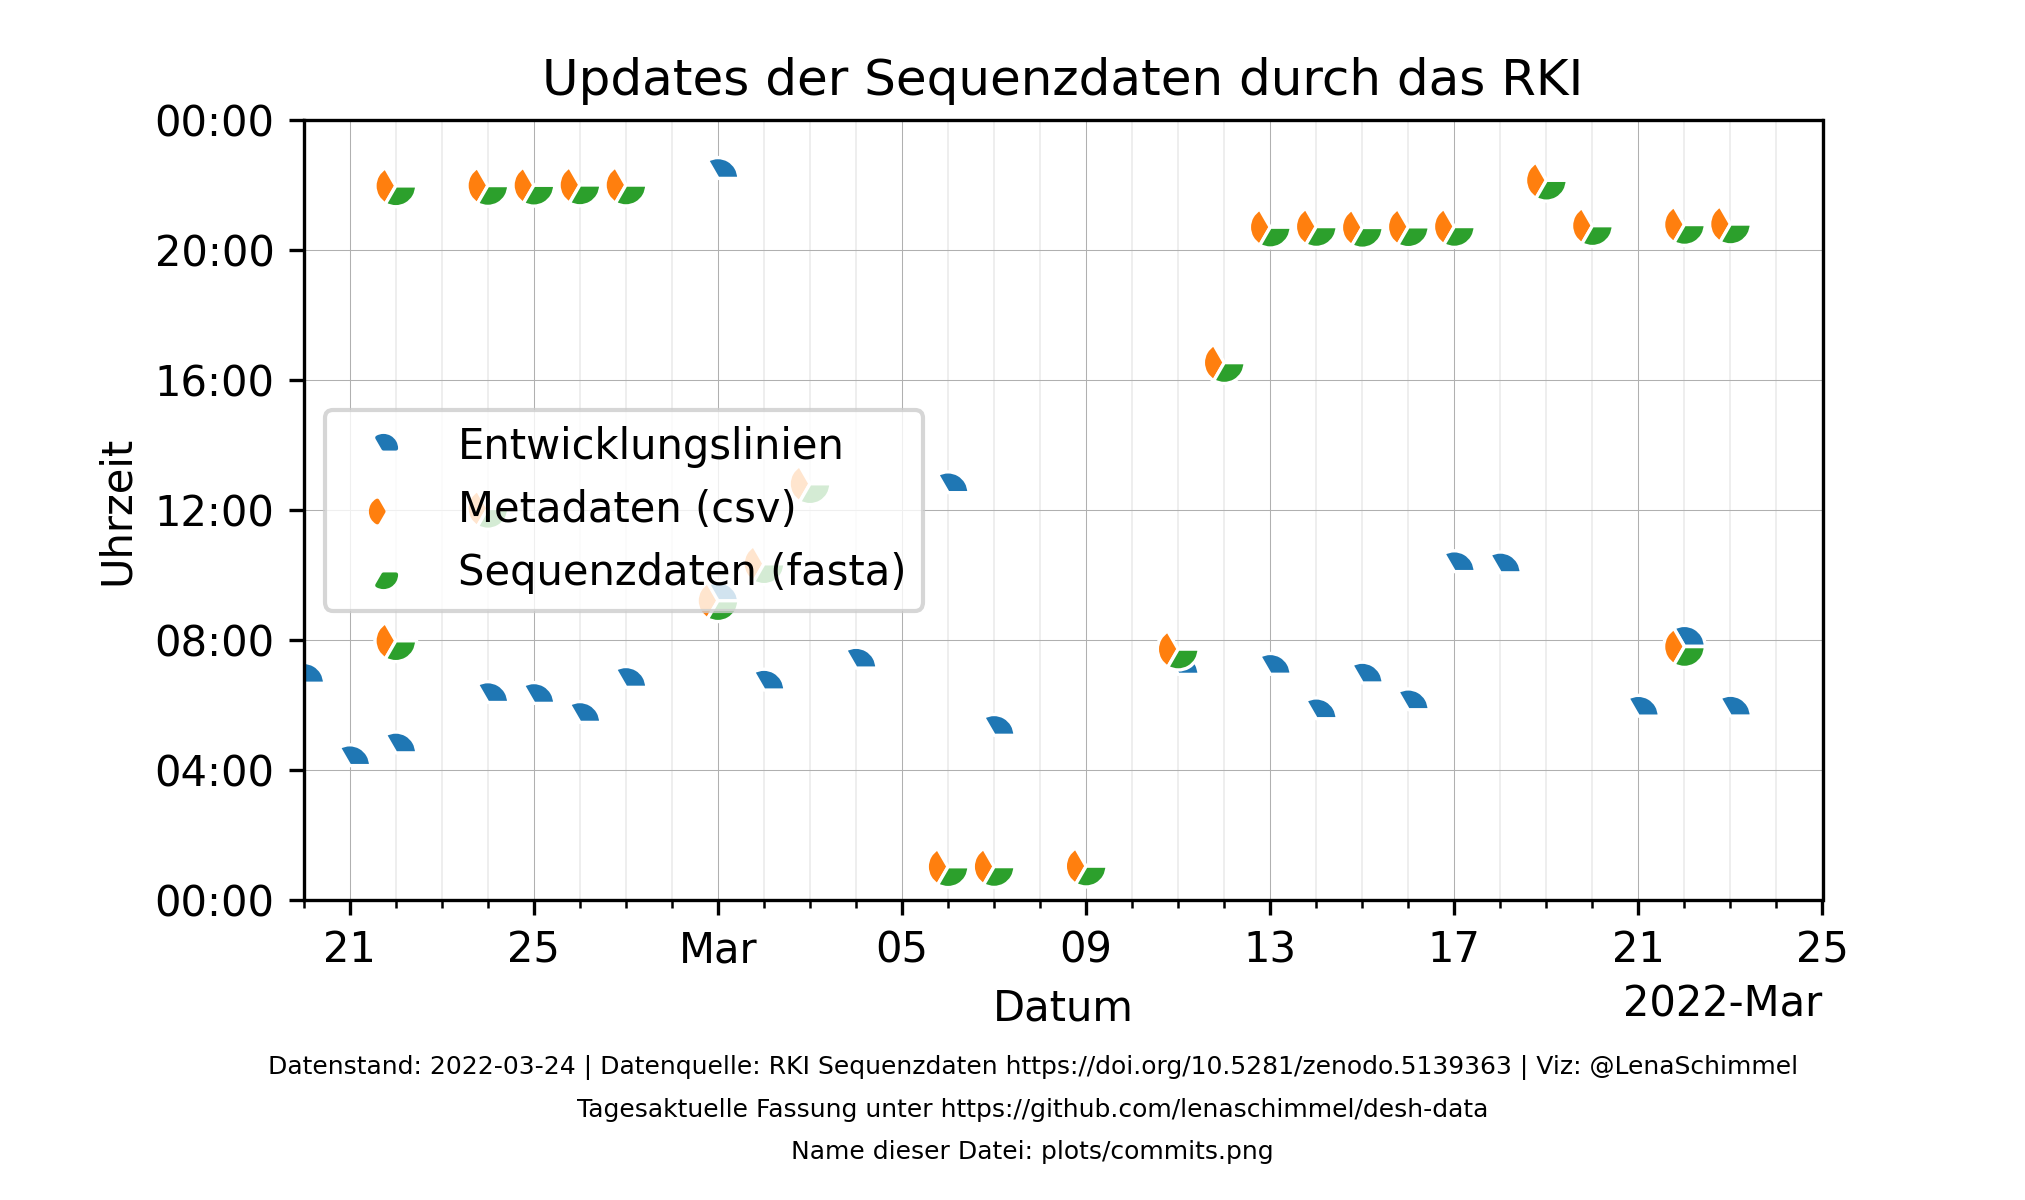 Updates der Sequenzdaten durch das RKI
00:00
20:00
16:00
12:00
08:00
04:00
00:00
Uhrzeit
Entwicklungslinien
Metadaten (csv)
Sequenzdaten (fasta)
21 25 Mar 05 09 13 17 21 25
2022-Mar
Datum
Datenstand: 2022-03-24 | Datenquelle: RKI Sequenzdaten https://doi.org/10.5281/zenodo.5139363 | Viz: @LenaSchimmel
Tagesaktuelle Fassung unter https://github.com/lenaschimmel/desh-data
Name dieser Datei: plots/commits.png